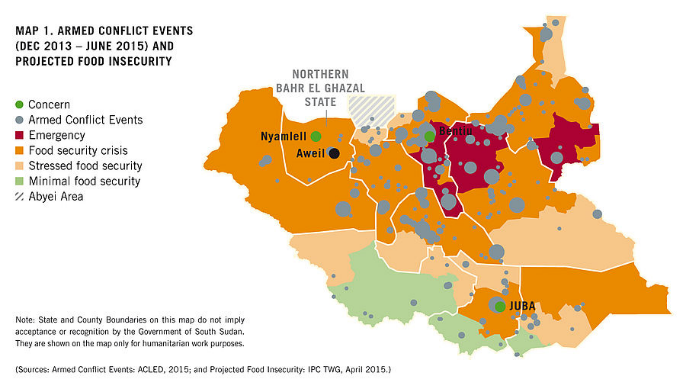 MAP 1. ARMED CONFLICT EVENTS
(DEC 2013 – JUNE 2015) AND
PROJECTED FOOD INSECURITY
NORTHERN
BAHR EL GHAZAL
STATE
Concern
Armed Conflict Events
Emergency
Food security crisis
Stressed food security
Minimal food security
Abyei Area
Nyamlell
Aweil
Bentiu
JUBA
Note: State and County Boundaries on this map do not imply
acceptance or recognition by the Government of South Sudan.
They are shown on the map only for humanitarian work purposes.
(Sources: Armed Conflict Events: ACLED, 2015; and Projected Food Insecurity: IPC TWG, April 2015.)